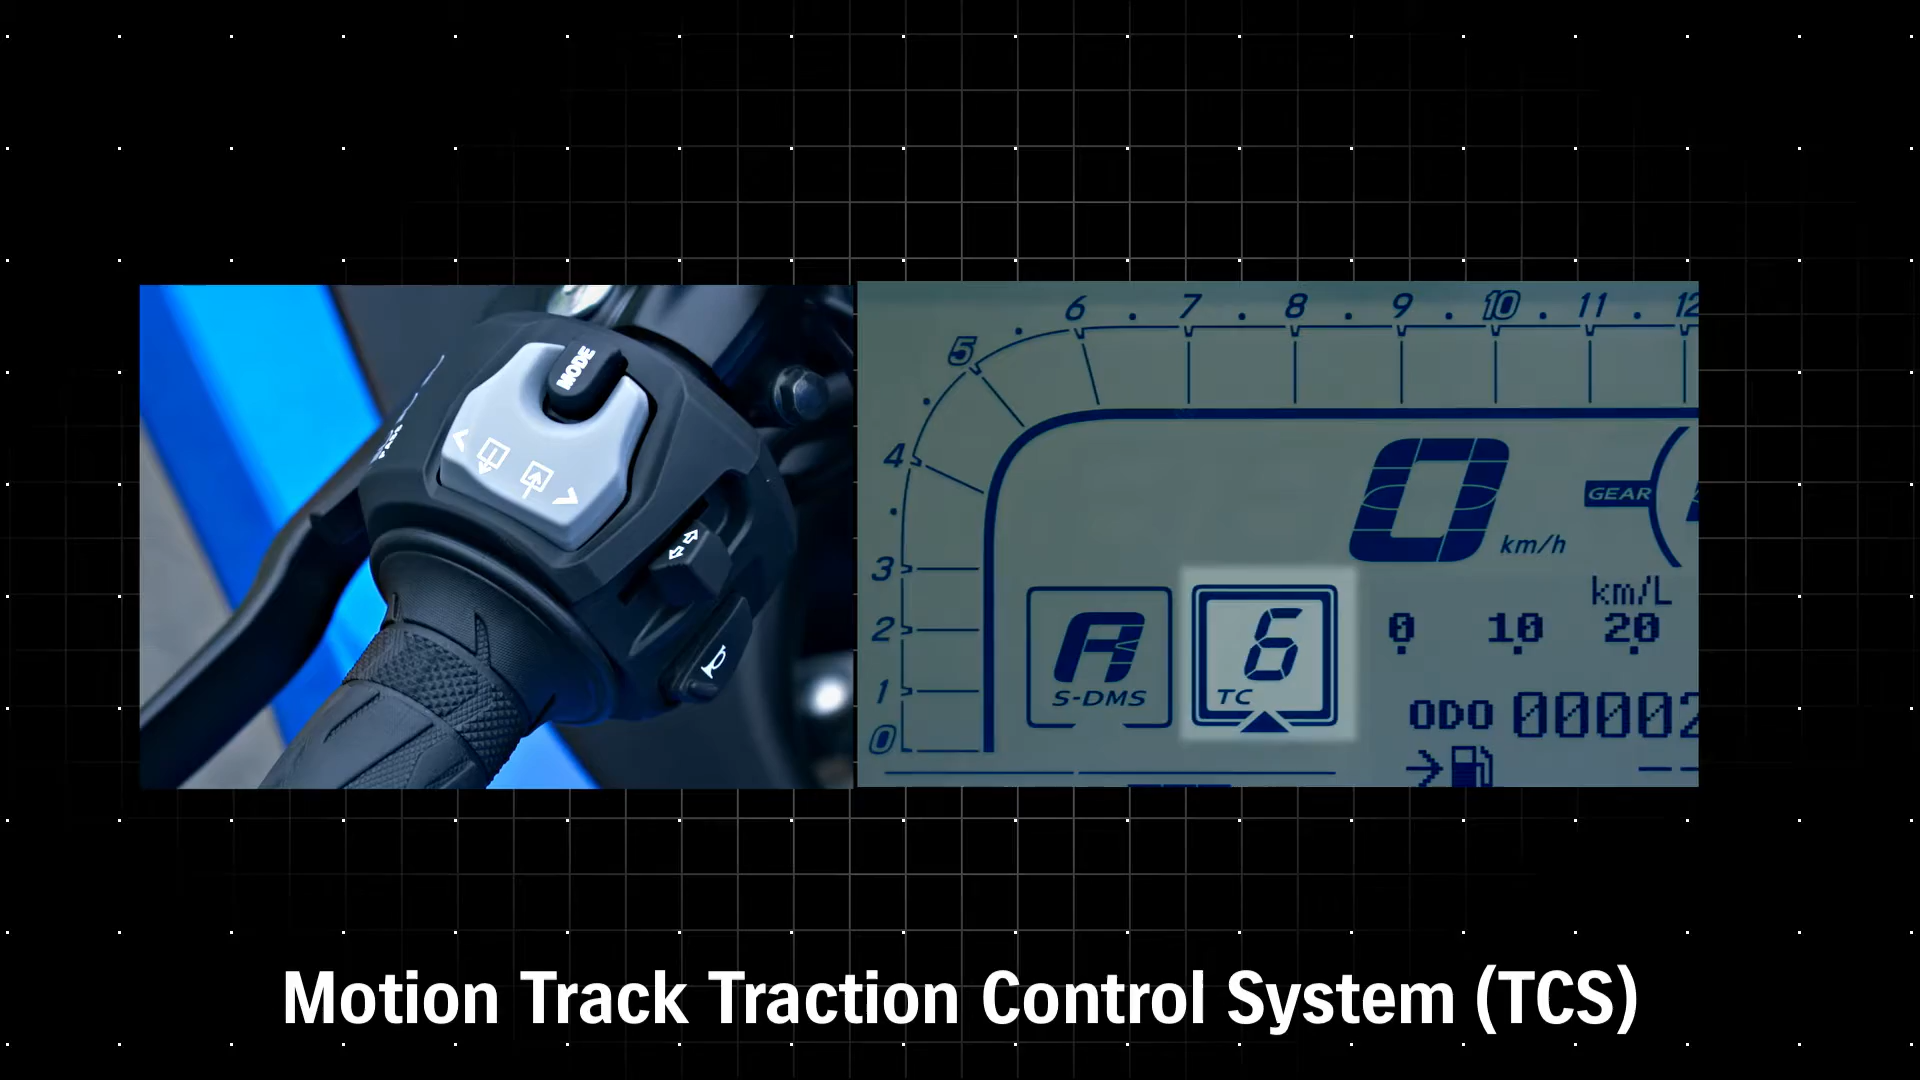 MODE
6 7 8 9 10 11 12
5
4
3
2
1
0
0 km/h
GEAR
km/L
0 10 20
A
S-DMS
6
TC
ODO 00002
Motion Track Traction Control System (TCS)